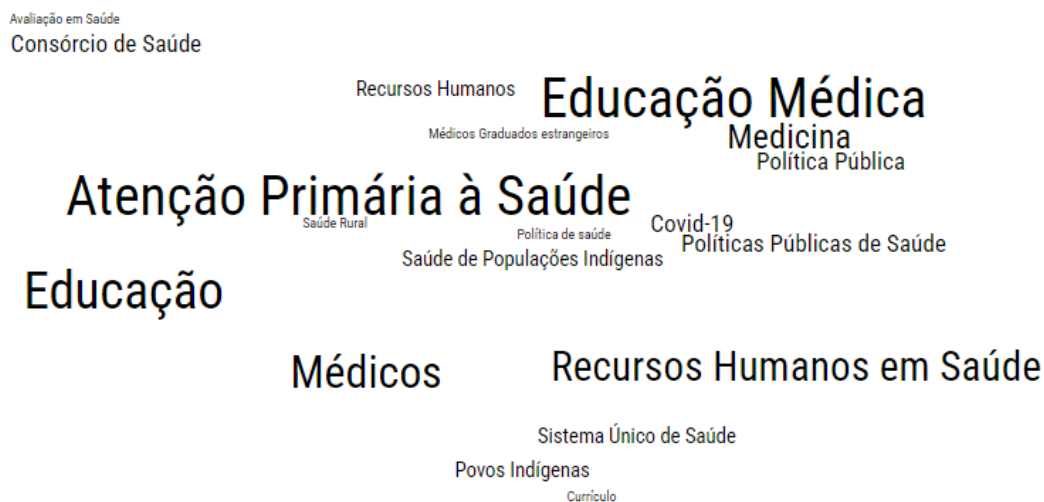 Avaliação em Saúde
Consórcio de Saúde
Recursos Humanos
Educação Médica
Médicos Graduados estrangeiros
Medicina
Política Pública
Atenção Primária à Saúde
Saúde Rural
Covid-19
Política de saúde
Políticas Públicas de Saúde
Saúde de Populações Indígenas
Educação
Médicos
Recursos Humanos em Saúde
Sistema Único de Saúde
Povos Indígenas
Currículo